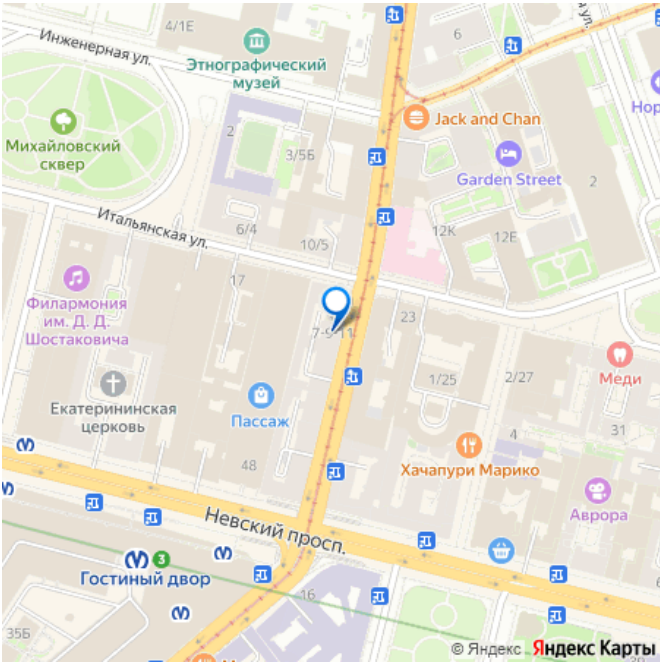 4/1Е
6
ул.
Инженерная ул.
Этнографический
музей
Нор
Jack and Chan
Михайловский
сквер
2
3/5Б
Garden Street
2
Итальянская ул.
6/4
10/5
12К
12Е
17
Филармония
им. Д. Д.
Шостаковича
7-9-11
23
Меди
1/25
2/27
Екатерининская
церковь
Пассаж
31
4
48
Хачапури Марико
Аврора
Невский просп.
3
Гостиный двор
16
35Б
© Яндекс Яндекс Карты